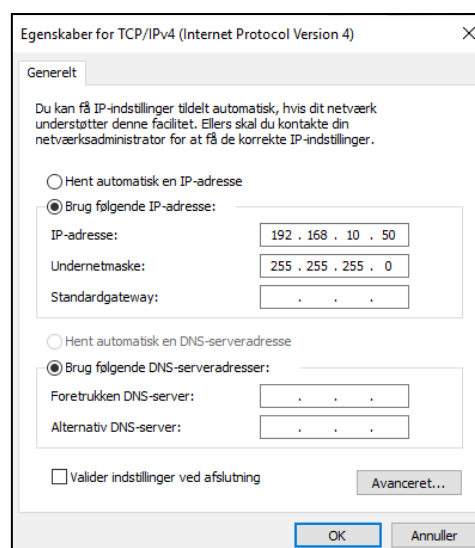 Egenskaber for TCP/IPv4 (Internet Protocol Version 4)
Generelt
Du kan få IP-indstillinger tildelt automatisk, hvis dit netværk
understøtter denne facilitet. Ellers skal du kontakte din
netværksadministrator for at få de korrekte IP-indstillinger.
Hent automatisk en IP-adresse
Brug følgende IP-adresse:
IP-adresse: 192 . 168 . 10 . 50
Undernetmaske: 255 . 255 . 255 . 0
Standardgateway: . . .
Hent automatisk en DNS-serveradresse
Brug følgende DNS-serveradresser:
Foretrukken DNS-server: . . .
Alternativ DNS-server: . . .
Valider indstillinger ved afslutning
Avanceret...
OK Annuller